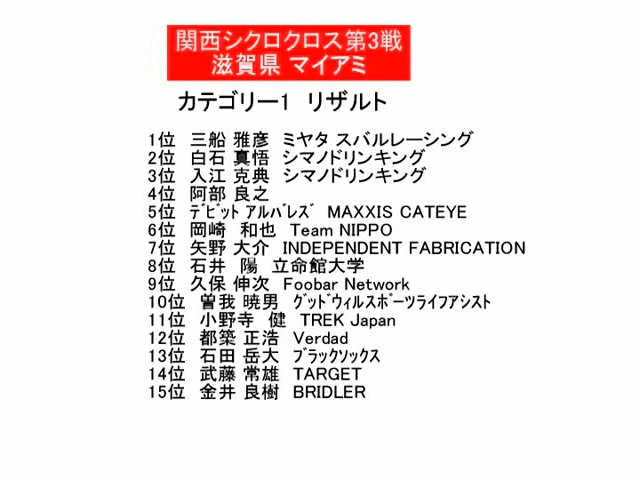 関西シクロクロス第3戦
滋賀県 マイアミ
カテゴリー1 リザルト
1位 三船 雅彦 ミヤタ スバルレーシング
2位 白石 真悟 シマノドリンキング
3位 入江 克典 シマノドリンキング
4位 阿部 良之
5位 ﾃﾞﾋﾞｯﾄ ｱﾙﾊﾞﾚｽﾞ MAXXIS CATEYE
6位 岡崎 和也 Team NIPPO
7位 矢野 大介 INDEPENDENT FABRICATION
8位 石井 陽 立命館大学
9位 久保 伸次 Foobar Network
10位 曽我 暁男 ｸﾞｯﾄﾞｳｨﾙｽﾎﾟｰﾂﾗｲﾌｱｼｽﾄ
11位 小野寺 健 TREK Japan
12位 都築 正浩 Verdad
13位 石田 岳大 ﾌﾞﾗｯｸｿｯｸｽ
14位 武藤 常雄 TARGET
15位 金井 良樹 BRIDLER